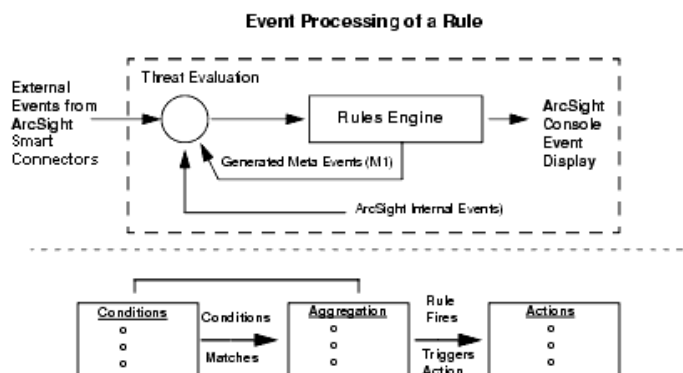 Event Processing of a Rule
Threat Evaluation
External
Events from
ArcSight
Smart
Connectors
Rules Engine
ArcSight
Console
Event
Display
Generated Meta Events (M1)
ArcSight Internal Events)
Conditions
Conditions
Matches
Aggregation
Rule
Fires
Triggers
Action
Actions